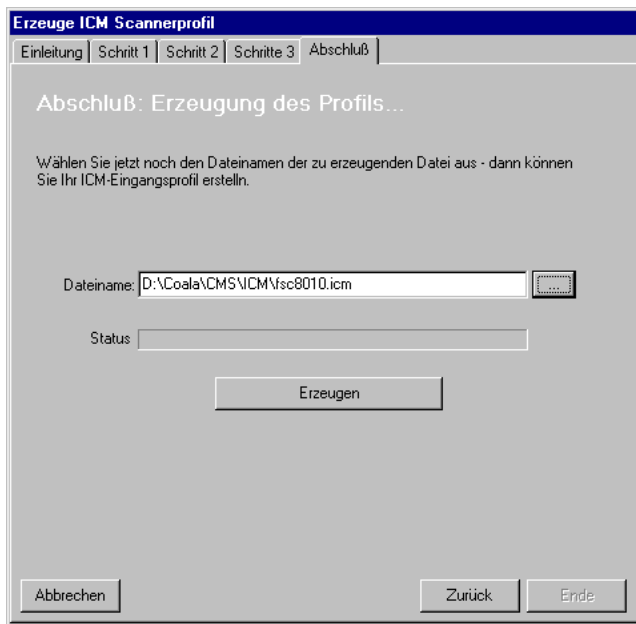 Erzeuge ICM Scannerprofil
Einleitung Schritt 1 Schritt 2 Schritte 3 Abschluß
Abschluß: Erzeugung des Profils...
Wählen Sie jetzt noch den Dateinamen der zu erzeugenden Datei aus - dann können
Sie Ihr ICM-Eingangsprofil erstelln.
Dateiname: D:\Coala\CMS\ICM\fsc8010.icm ...
Status
Erzeugen
Abbrechen Zurück Ende